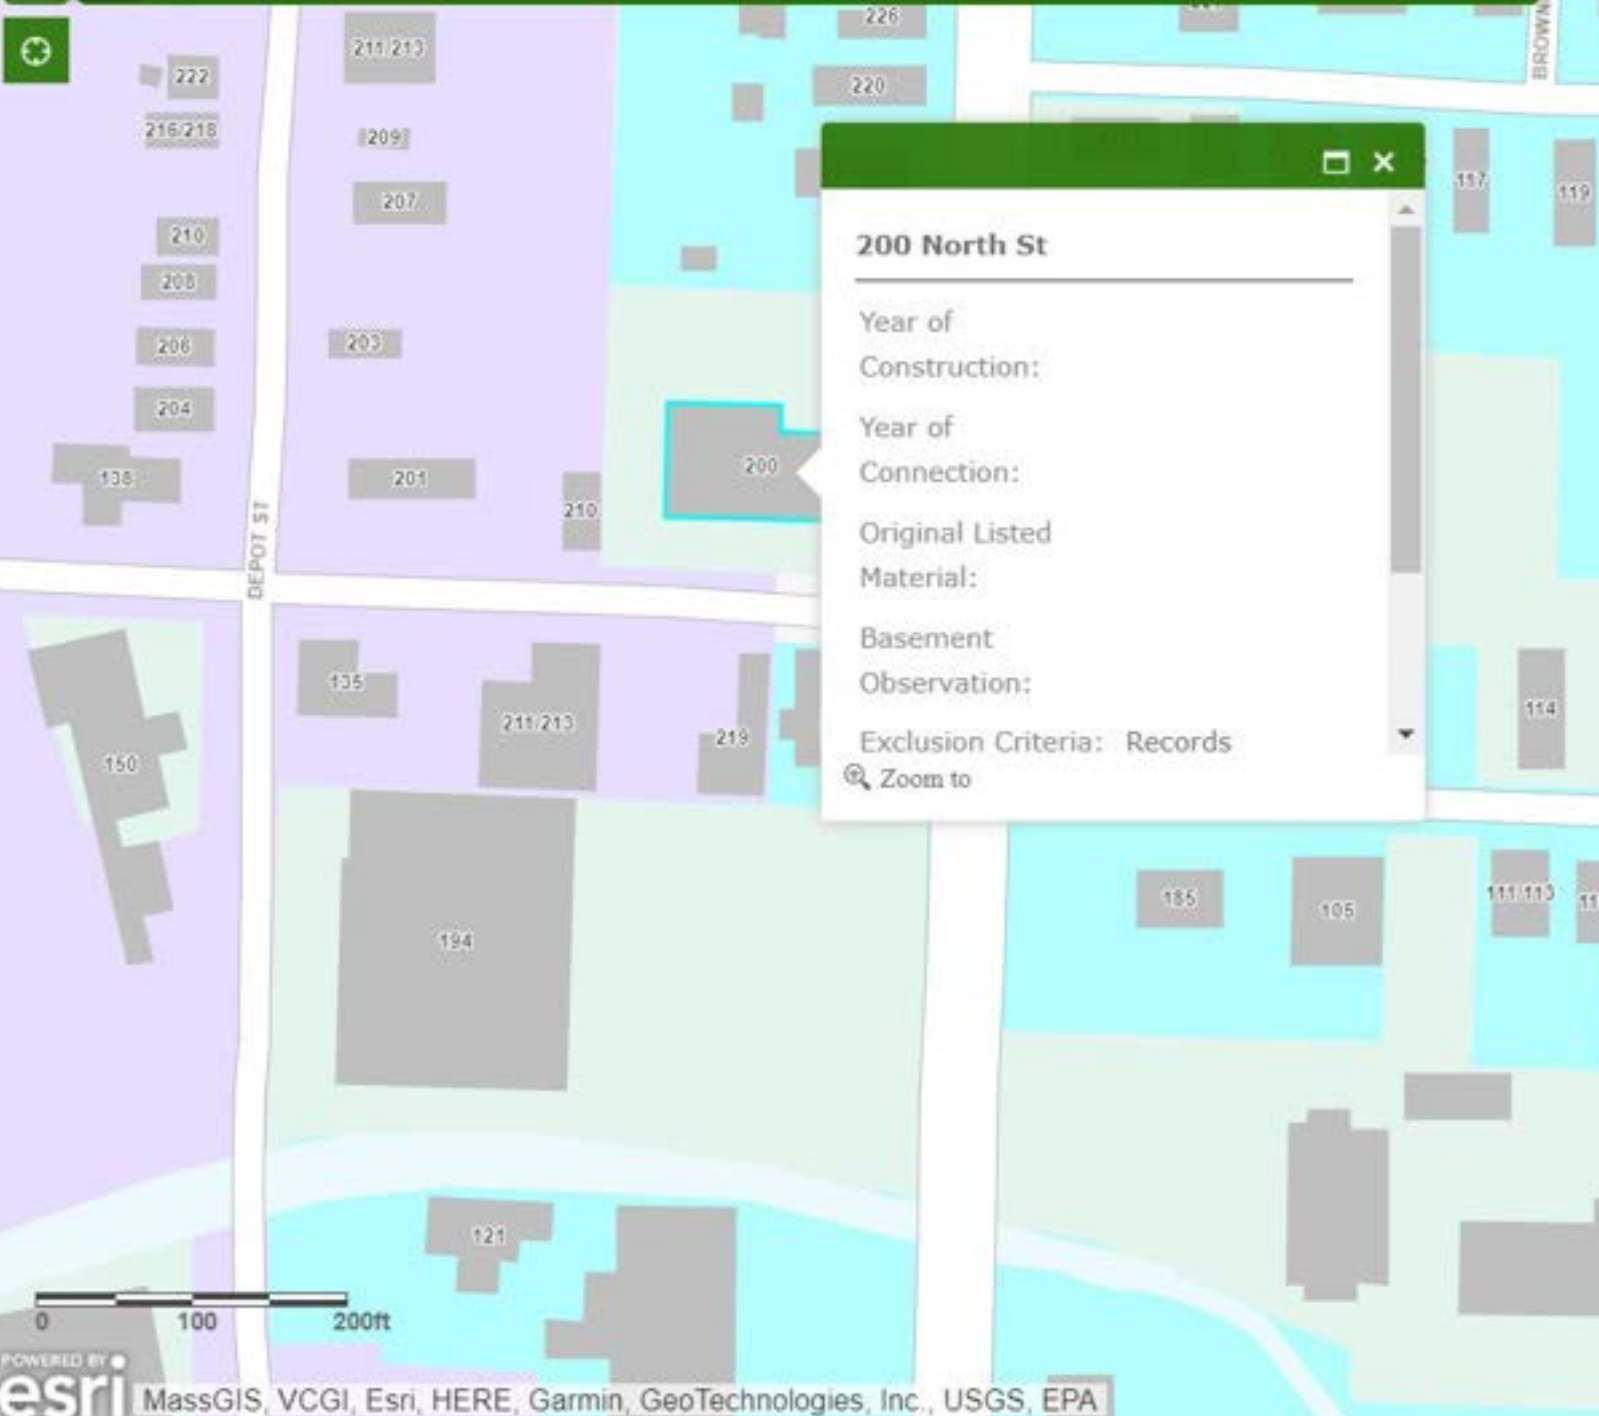 226
BROWN
211/213
222
220
216/218
209
117
119
207
210
208
200 North St
Year of
Construction:
206
203
204
Year of
Connection:
138
201
200
210
Original Listed
Material:
DEPOT ST
Basement
Observation:
135
211/213
219
114
150
Exclusion Criteria: Records
Zoom to
185
105
111/113
194
121
0 100 200ft
POWERED BY
esri
MassGIS, VCGI, Esri, HERE, Garmin, GeoTechnologies, Inc., USGS, EPA